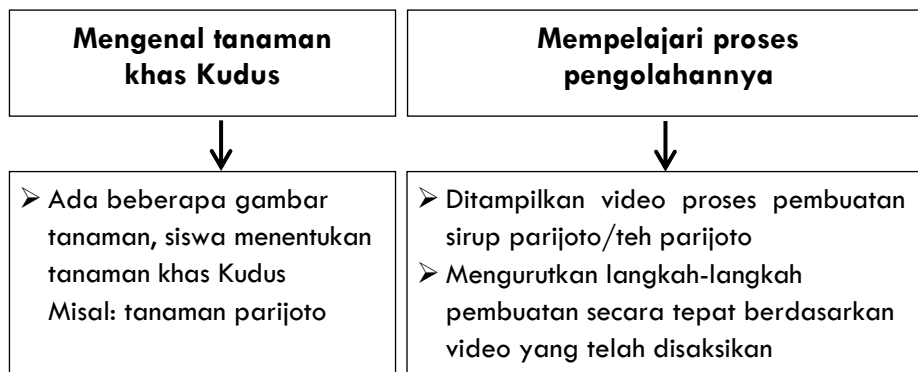 Mengenal tanaman
khas Kudus
Mempelajari proses
pengolahannya
➢ Ada beberapa gambar
tanaman, siswa menentukan
tanaman khas Kudus
Misal: tanaman parijoto
➢ Ditampilkan video proses pembuatan
sirup parijoto/teh parijoto
➢ Mengurutkan langkah-langkah
pembuatan secara tepat berdasarkan
video yang telah disaksikan